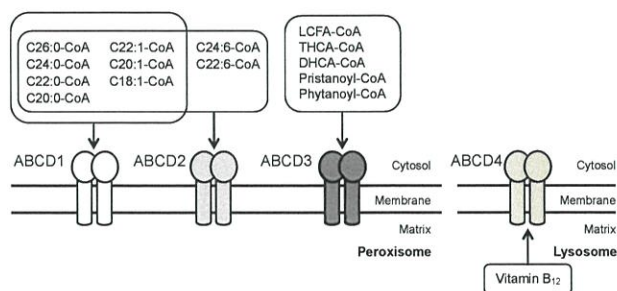 C26:0-CoA C22:1-CoA C24:6-CoA
C24:0-CoA C20:1-CoA C22:6-CoA
C22:0-CoA C18:1-CoA
C20:0-CoA
LCFA-CoA
THCA-CoA
DHCA-CoA
Pristanoyl-CoA
Phytanoyl-CoA
ABCD1 ABCD2 ABCD3 Cytosol ABCD4 Cytosol
Membrane Membrane
Matrix Matrix
Peroxisome Lysosome
Vitamin B₁₂